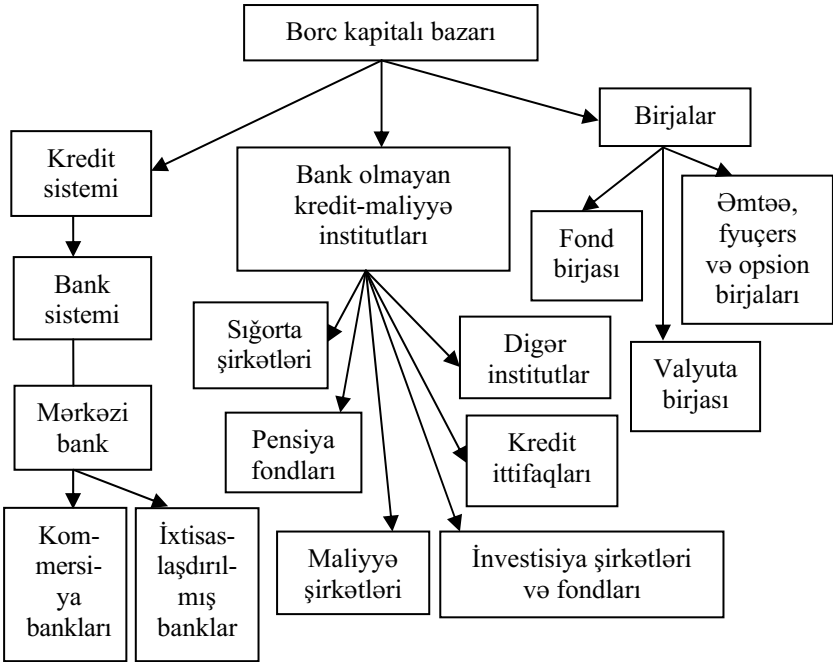 Borc kapitalı bazarı
Kredit
sistemi
Bank
sistemi
Mərkəzi
bank
Kom-
mersi-
ya
bankları
İxtisas-
laşdırıl-
mış
banklar
Bank olmayan
kredit-maliyyə
institutları
Sığorta
şirkətləri
Pensiya
fondları
Maliyyə
şirkətləri
İnvestisiya şirkətləri
və fondları
Kredit
ittifaqları
Digər
institutlar
Birjalar
Fond
birjası
Valyuta
birjası
Əmtəə,
fyuçers
və opsion
birjaları